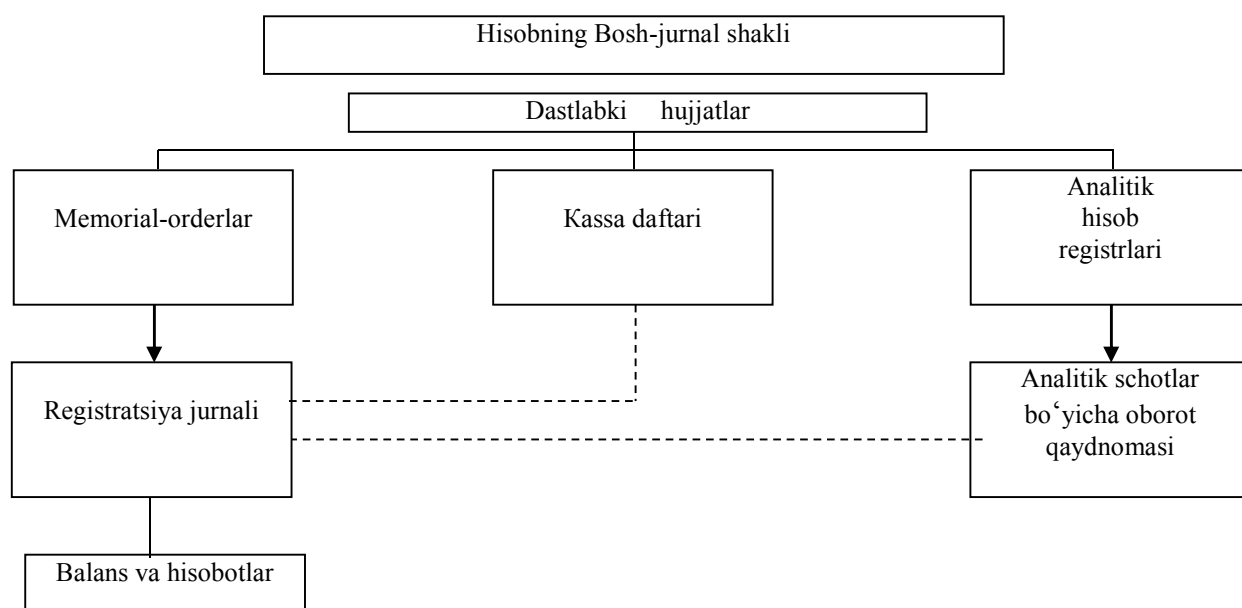 Hisobning Bosh-jurnal shakli
Dastlabki hujjatlar
Memorial-orderlar
Kassa daftari
Analitik
hisob
registrlari
Registratsiya jurnali
Analitik schotlar
bo‘yicha oborot
qaydnomasi
Balans va hisobotlar